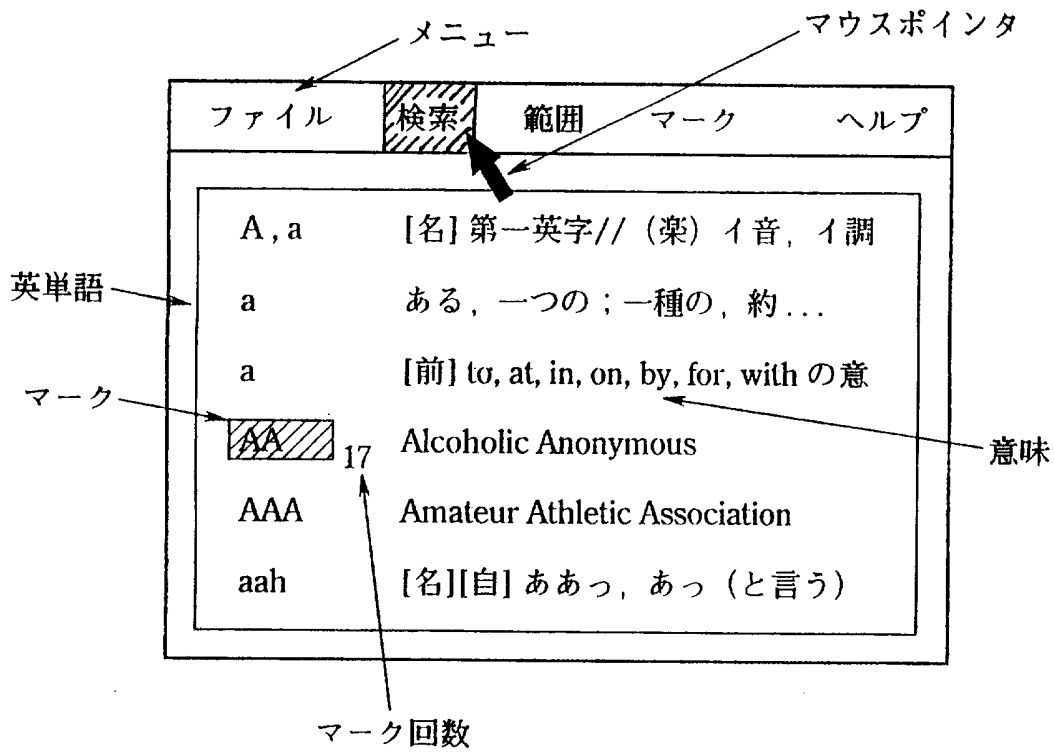 メニュー
マウスポインタ
ファイル 検索 範囲 マーク ヘルプ
A , a [名] 第一英字// (楽) イ音, イ調
英単語
a ある, 一つの ; 一種の, 約...
a [前] to, at, in, on, by, for, with の意
マーク
AA 17 Alcoholic Anonymous
意味
AAA Amateur Athletic Association
aah [名][自] ああっ, あっ (と言う)
マーク回数